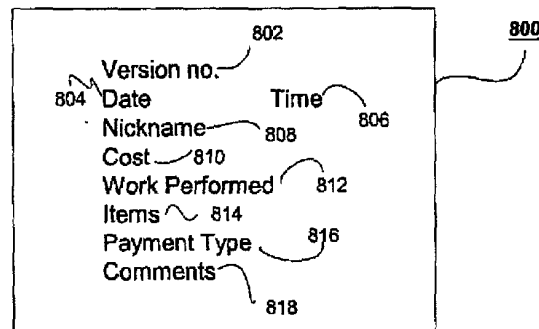 802
800
Version no.
804 Date Time 806
Nickname 808
Cost 810
Work Performed 812
Items 814
Payment Type 816
Comments
818